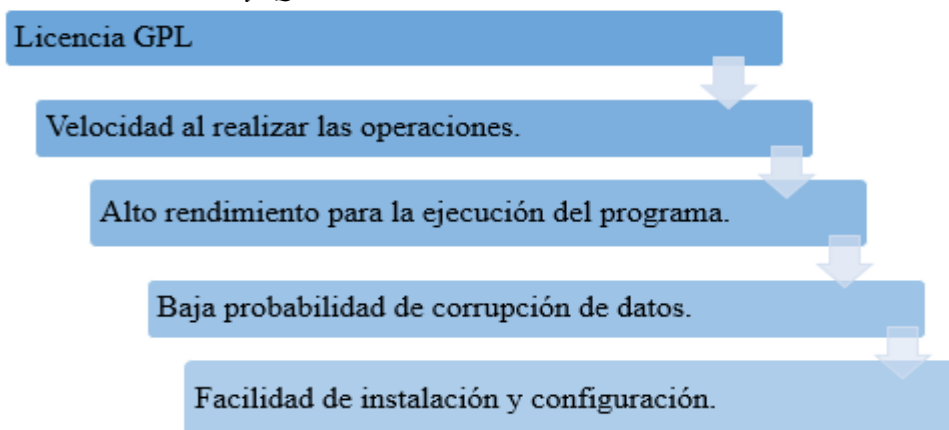 Licencia GPL
Velocidad al realizar las operaciones.
Alto rendimiento para la ejecución del programa.
Baja probabilidad de corrupción de datos.
Facilidad de instalación y configuración.